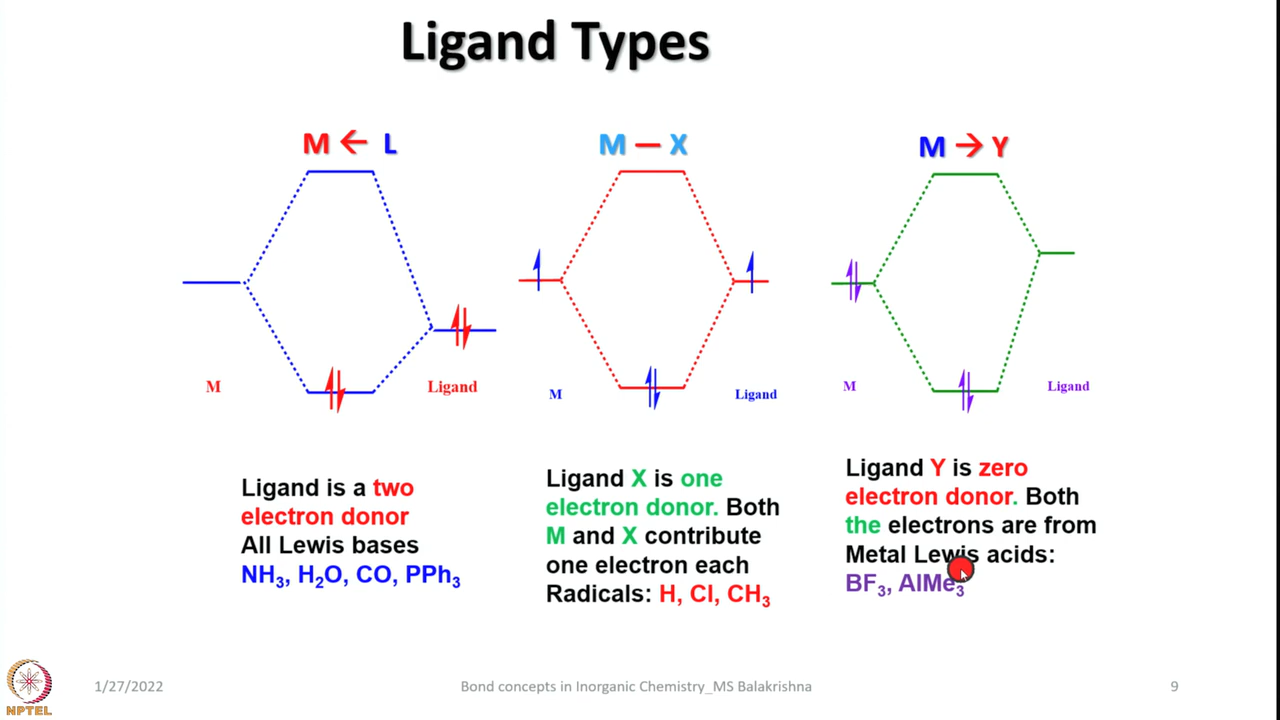 Ligand Types
M ← L
M — X
M → Y
M
Ligand
M
Ligand
M
Ligand
Ligand is a two
electron donor
All Lewis bases
NH₃, H₂O, CO, PPh₃
Ligand X is one
electron donor. Both
M and X contribute
one electron each
Radicals: H, Cl, CH₃
Ligand Y is zero
electron donor. Both
the electrons are from
Metal Lewis acids:
BF₃, AlMe₃
NPTEL
1/27/2022
Bond concepts in Inorganic Chemistry_MS Balakrishna
9